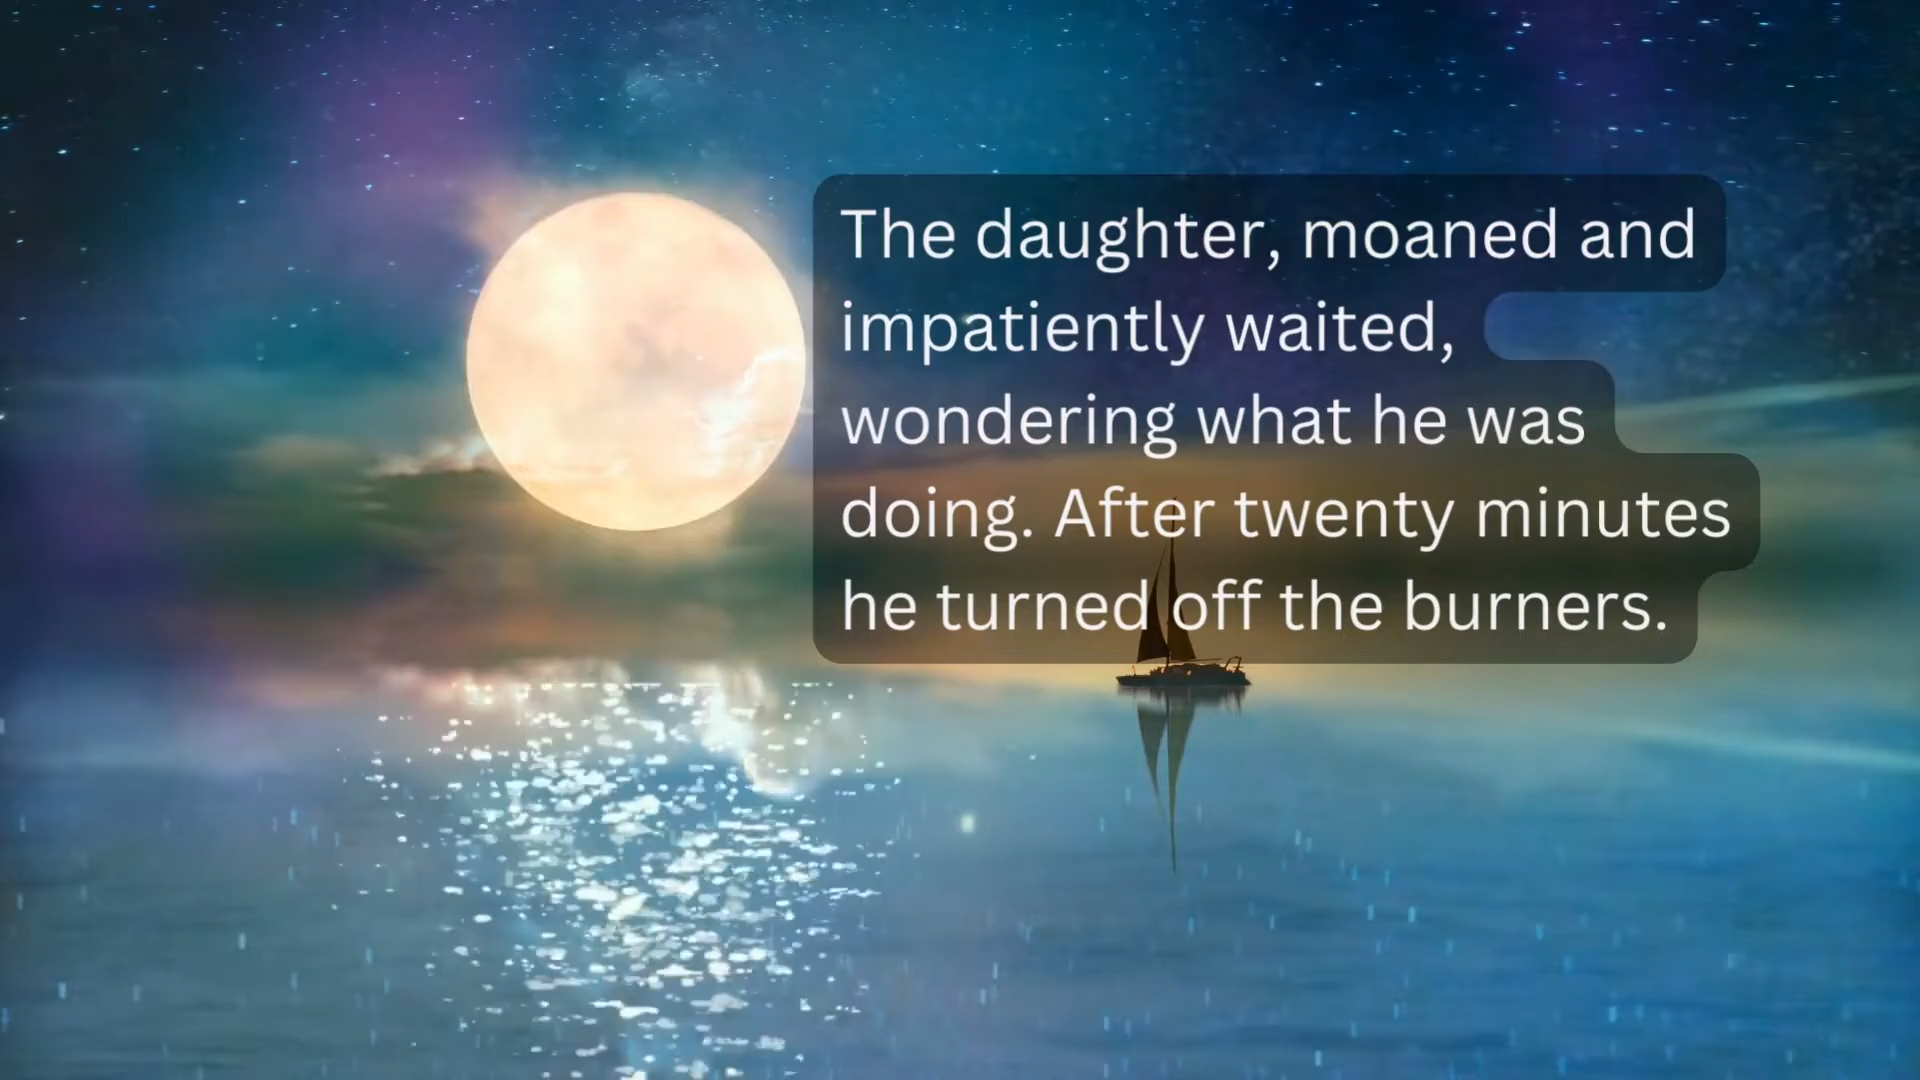 The daughter, moaned and
impatiently waited,
wondering what he was
doing. After twenty minutes
he turned off the burners.